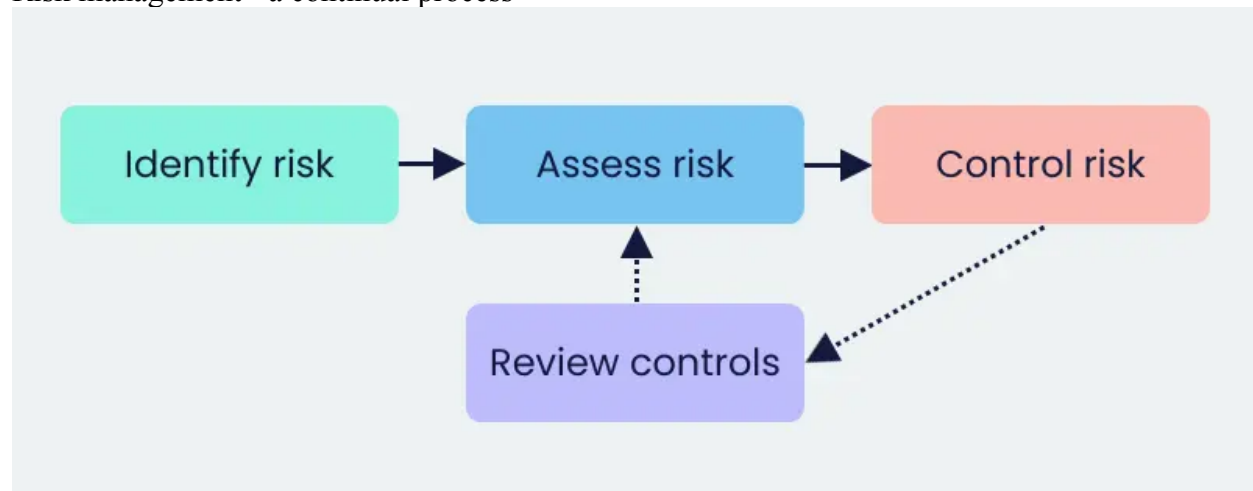 Risk management - a continual process
Identify risk
Assess risk
Control risk
Review controls